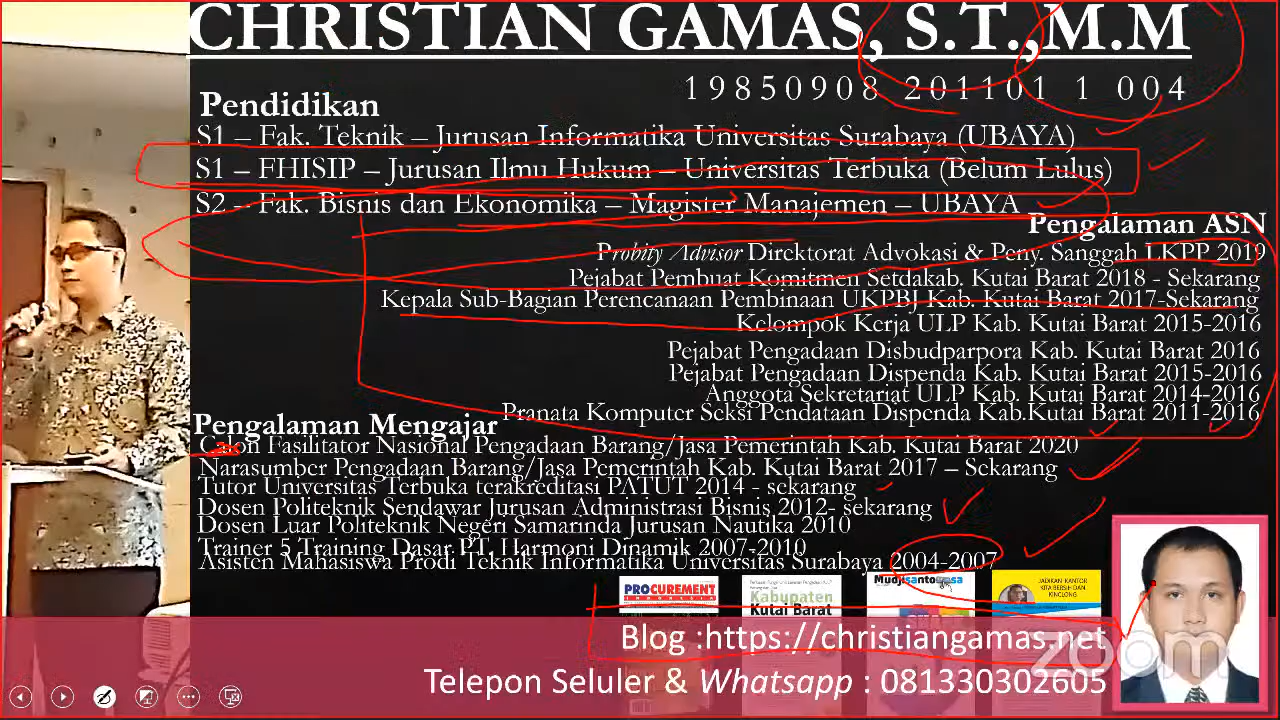 CHRISTIAN GAMAS, S.T.,M.M
19850908 201101 1 004
Pendidikan
S1 – Fak. Teknik – Jurusan Informatika Universitas Surabaya (UBAYA)
S1 – FHISIP – Jurusan Ilmu Hukum – Universitas Terbuka (Belum Lulus)
S2 – Fak. Bisnis dan Ekonomika – Magister Manajemen – UBAYA
Pengalaman ASN
Probity Advisor Direktorat Advokasi & Peny. Sanggah LKPP 2019
Pejabat Pembuat Komitmen Setdakab. Kutai Barat 2018 - Sekarang
Kepala Sub-Bagian Perencanaan Pembinaan UKPBJ Kab. Kutai Barat 2017-Sekarang
Kelompok Kerja ULP Kab. Kutai Barat 2015-2016
Pejabat Pengadaan Disbudparpora Kab. Kutai Barat 2016
Pejabat Pengadaan Dispenda Kab. Kutai Barat 2015-2016
Anggota Sekretariat ULP Kab. Kutai Barat 2014-2016
Pranata Komputer Seksi Pendataan Dispenda Kab.Kutai Barat 2011-2016
Pengalaman Mengajar
Calon Fasilitator Nasional Pengadaan Barang/Jasa Pemerintah Kab. Kutai Barat 2020
Narasumber Pengadaan Barang/Jasa Pemerintah Kab. Kutai Barat 2017 – Sekarang
Tutor Universitas Terbuka terakreditasi PATUT 2014 - sekarang
Dosen Politeknik Sendawar Jurusan Administrasi Bisnis 2012- sekarang
Dosen Luar Politeknik Negeri Samarinda Jurusan Nautika 2010
Trainer 5 Training Dasar PT. Harmoni Dinamik 2007-2010
Asisten Mahasiswa Prodi Teknik Informatika Universitas Surabaya 2004-2007
PROCUREMENT
INDONESIA
Kabupaten
Kutai Barat
Mudjisantosa
JADIKAN KANTOR
KITA BERSIH DAN
KINCLONG
Blog :https://christiangamas.net
Telepon Seluler & Whatsapp : 081330302605
zoom